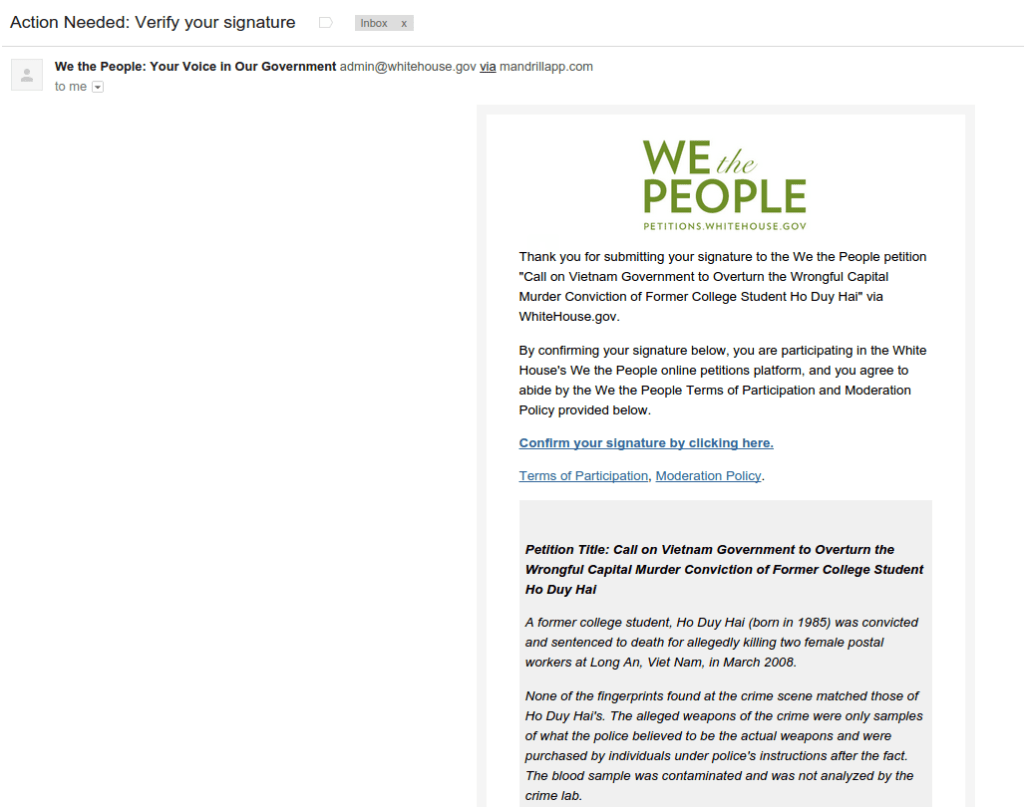 Action Needed: Verify your signature Inbox x
We the People: Your Voice in Our Government admin@whitehouse.gov via mandrillapp.com
to me
WE the
PEOPLE
PETITIONS.WHITEHOUSE.GOV
Thank you for submitting your signature to the We the People petition
"Call on Vietnam Government to Overturn the Wrongful Capital
Murder Conviction of Former College Student Ho Duy Hai" via
WhiteHouse.gov.
By confirming your signature below, you are participating in the White
House's We the People online petitions platform, and you agree to
abide by the We the People Terms of Participation and Moderation
Policy provided below.
Confirm your signature by clicking here.
Terms of Participation, Moderation Policy.
Petition Title: Call on Vietnam Government to Overturn the
Wrongful Capital Murder Conviction of Former College Student
Ho Duy Hai
A former college student, Ho Duy Hai (born in 1985) was convicted
and sentenced to death for allegedly killing two female postal
workers at Long An, Viet Nam, in March 2008.
None of the fingerprints found at the crime scene matched those of
Ho Duy Hai's. The alleged weapons of the crime were only samples
of what the police believed to be the actual weapons and were
purchased by individuals under police's instructions after the fact.
The blood sample was contaminated and was not analyzed by the
crime lab.